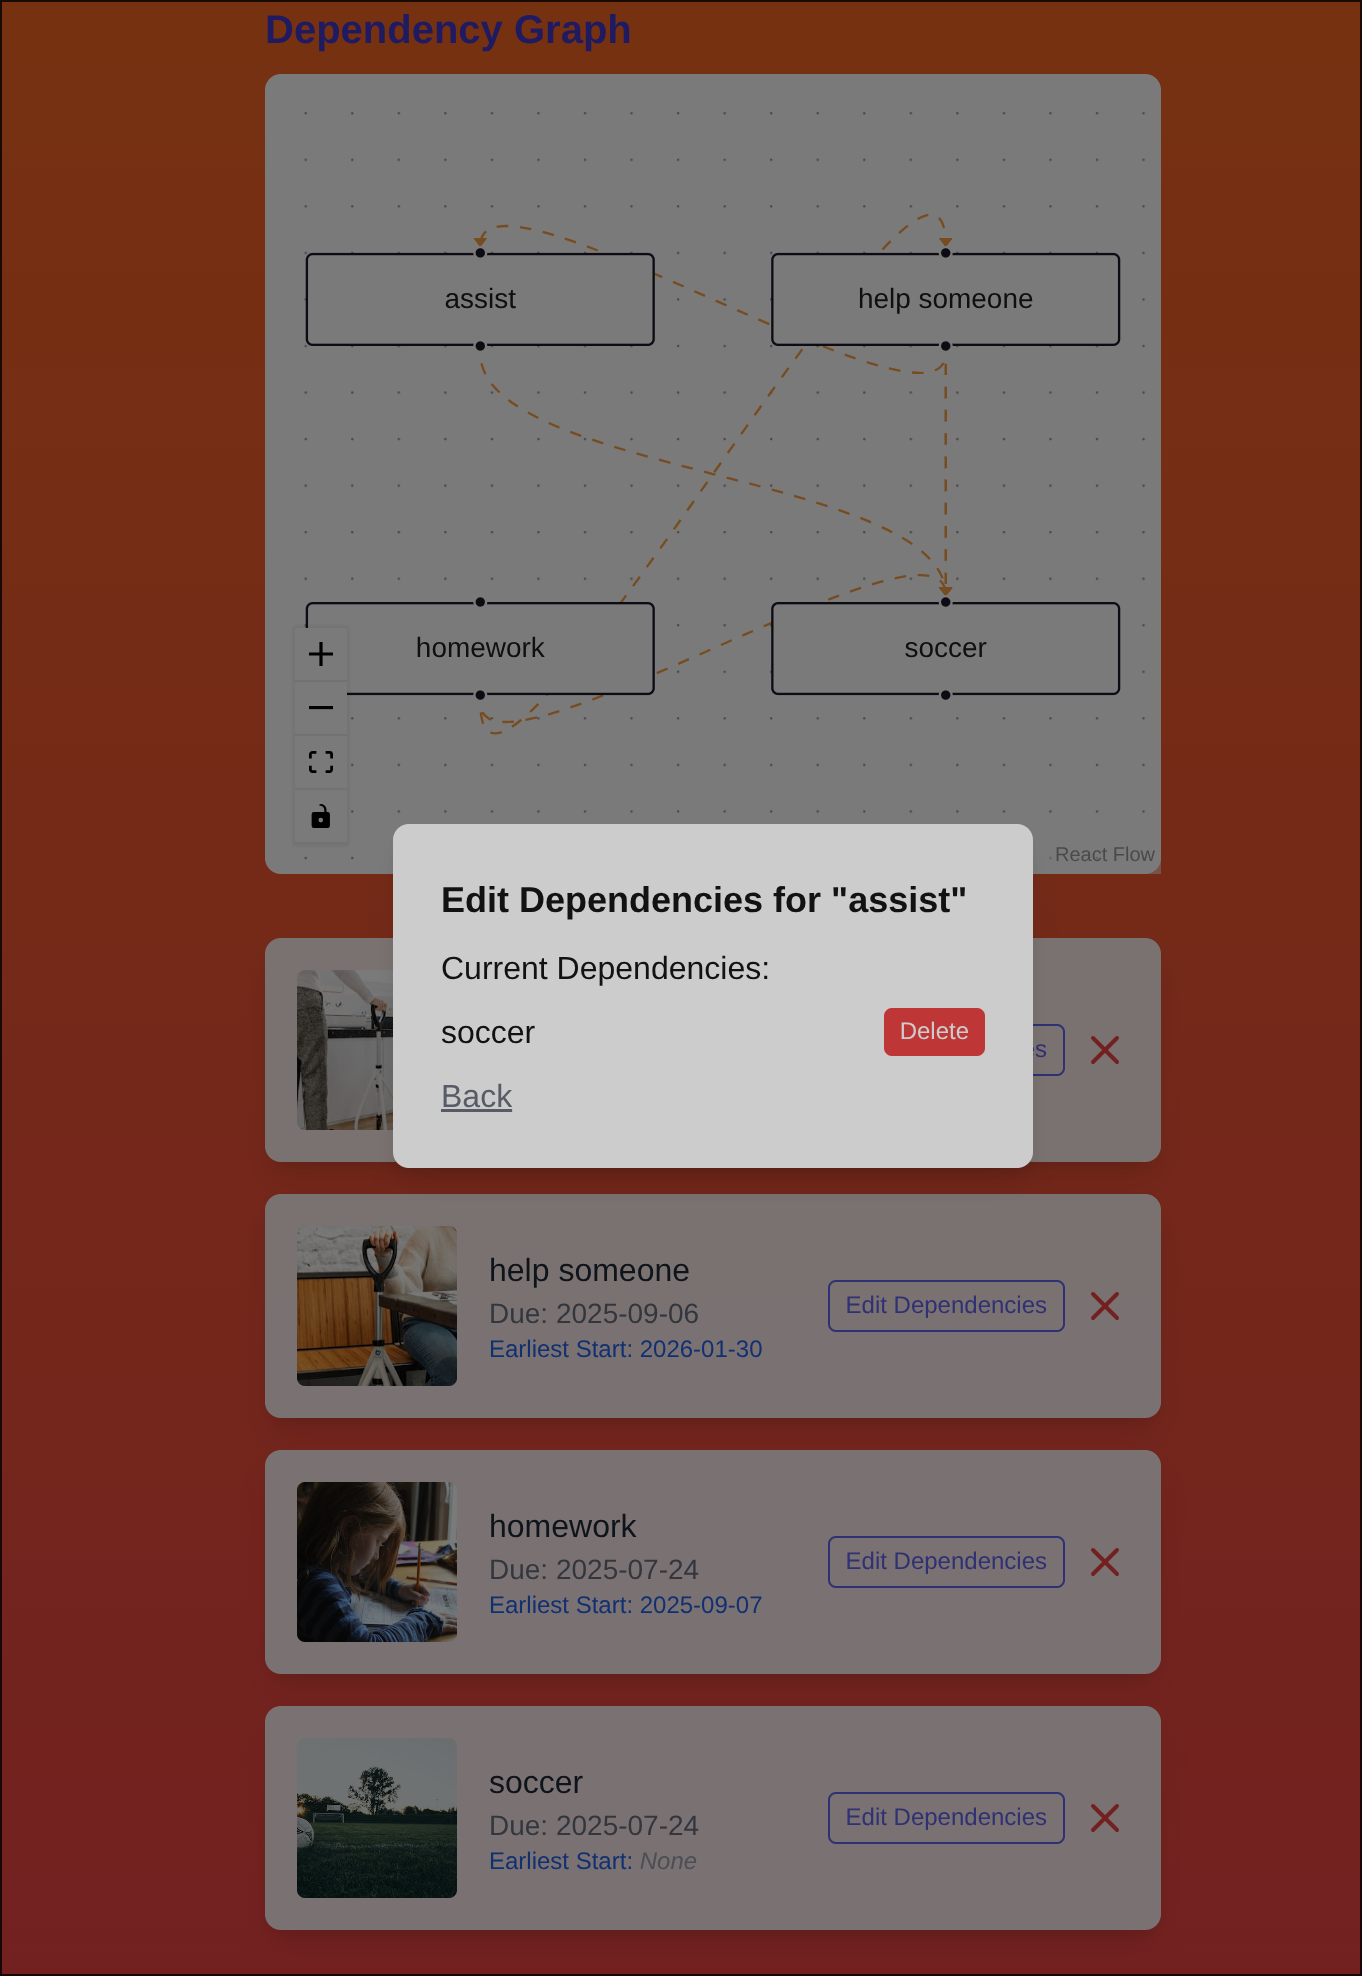 Dependency Graph
assist
help someone
homework
soccer
React Flow
Edit Dependencies for "assist"
Current Dependencies:
soccer
Delete
Back
help someone
Due: 2025-09-06
Earliest Start: 2026-01-30
Edit Dependencies
homework
Due: 2025-07-24
Earliest Start: 2025-09-07
Edit Dependencies
soccer
Due: 2025-07-24
Earliest Start: None
Edit Dependencies